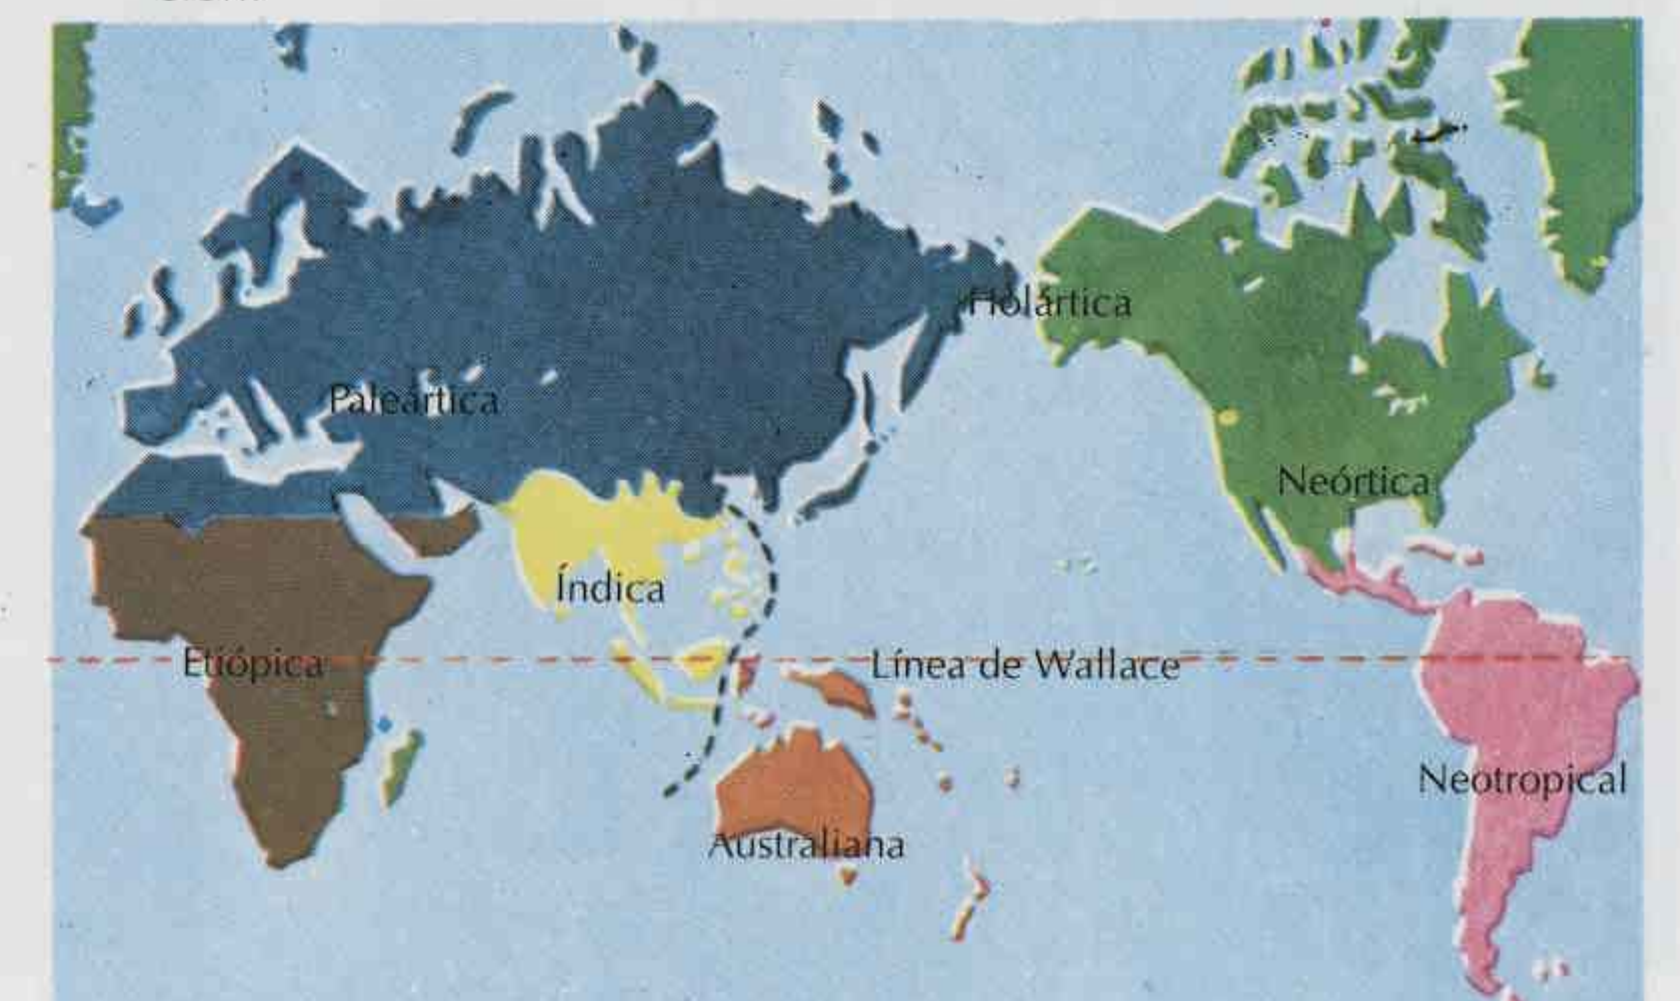 Holártica
Paleártica
Neórtica
Índica
Etiópica
Línea de Wallace
Neotropical
Australiana